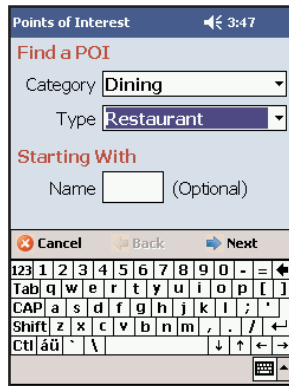 Points of Interest 3:47
Find a POI
Category Dining
Type Restaurant
Starting With
Name (Optional)
Cancel Back Next
123 1 2 3 4 5 6 7 8 9 0 - =
Tab q w e r t y u i o p [ ]
CAP a s d f g h j k l ; '
Shift z x c v b n m , . /
Ctl áü ` \